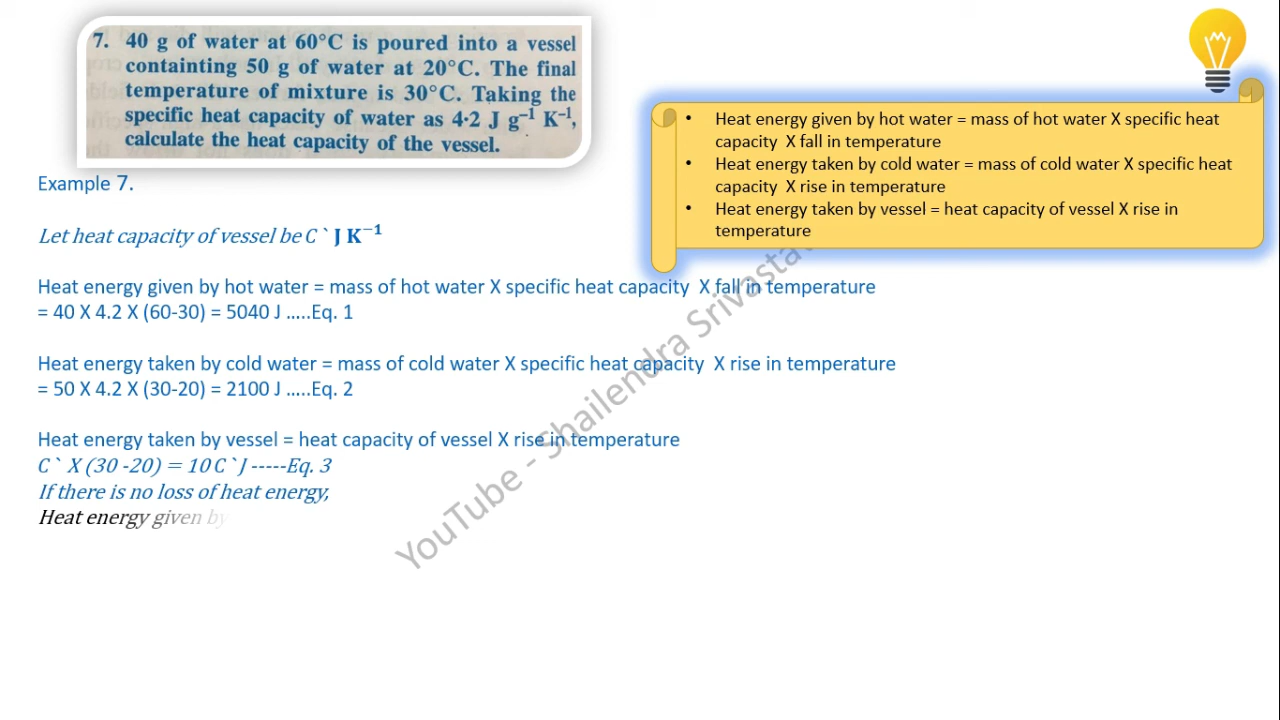 7. 40 g of water at 60°C is poured into a vessel
containting 50 g of water at 20°C. The final
temperature of mixture is 30°C. Taking the
specific heat capacity of water as 4·2 J g⁻¹ K⁻¹,
calculate the heat capacity of the vessel.
• Heat energy given by hot water = mass of hot water X specific heat
capacity X fall in temperature
• Heat energy taken by cold water = mass of cold water X specific heat
capacity X rise in temperature
• Heat energy taken by vessel = heat capacity of vessel X rise in
temperature
Example 7.
Let heat capacity of vessel be C ` J K⁻¹
Heat energy given by hot water = mass of hot water X specific heat capacity X fall in temperature
= 40 X 4.2 X (60-30) = 5040 J .....Eq. 1
Heat energy taken by cold water = mass of cold water X specific heat capacity X rise in temperature
= 50 X 4.2 X (30-20) = 2100 J .....Eq. 2
Heat energy taken by vessel = heat capacity of vessel X rise in temperature
C ` X (30 -20) = 10 C ` J -----Eq. 3
If there is no loss of heat energy,
Heat energy given by
YouTube - Shailendra Srivasta